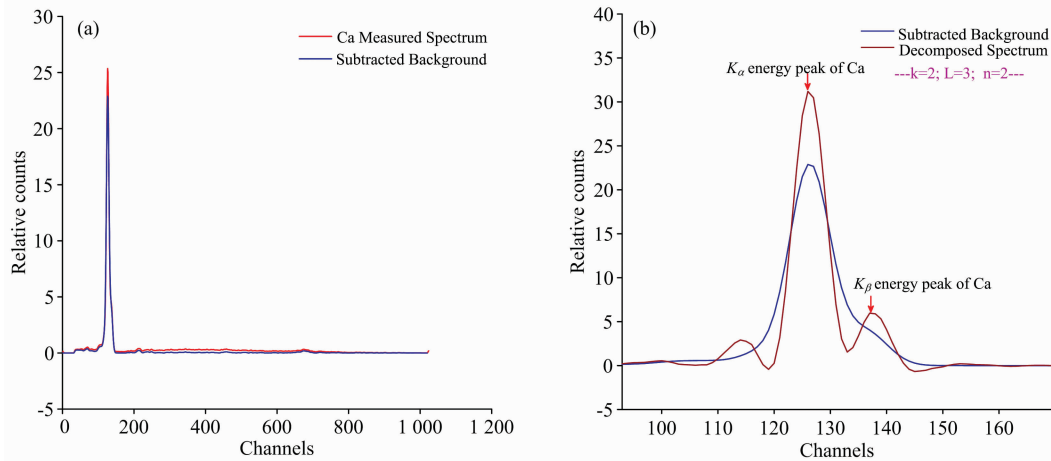 (a)
Ca Measured Spectrum
Subtracted Background
30
25
20
15
10
5
0
-5
Relative counts
0 200 400 600 800 1 000 1 200
Channels
(b)
Subtracted Background
Decomposed Spectrum
---k=2; L=3; n=2---
Kα energy peak of Ca
Kβ energy peak of Ca
40
35
30
25
20
15
10
5
0
-5
Relative counts
100 110 120 130 140 150 160
Channels